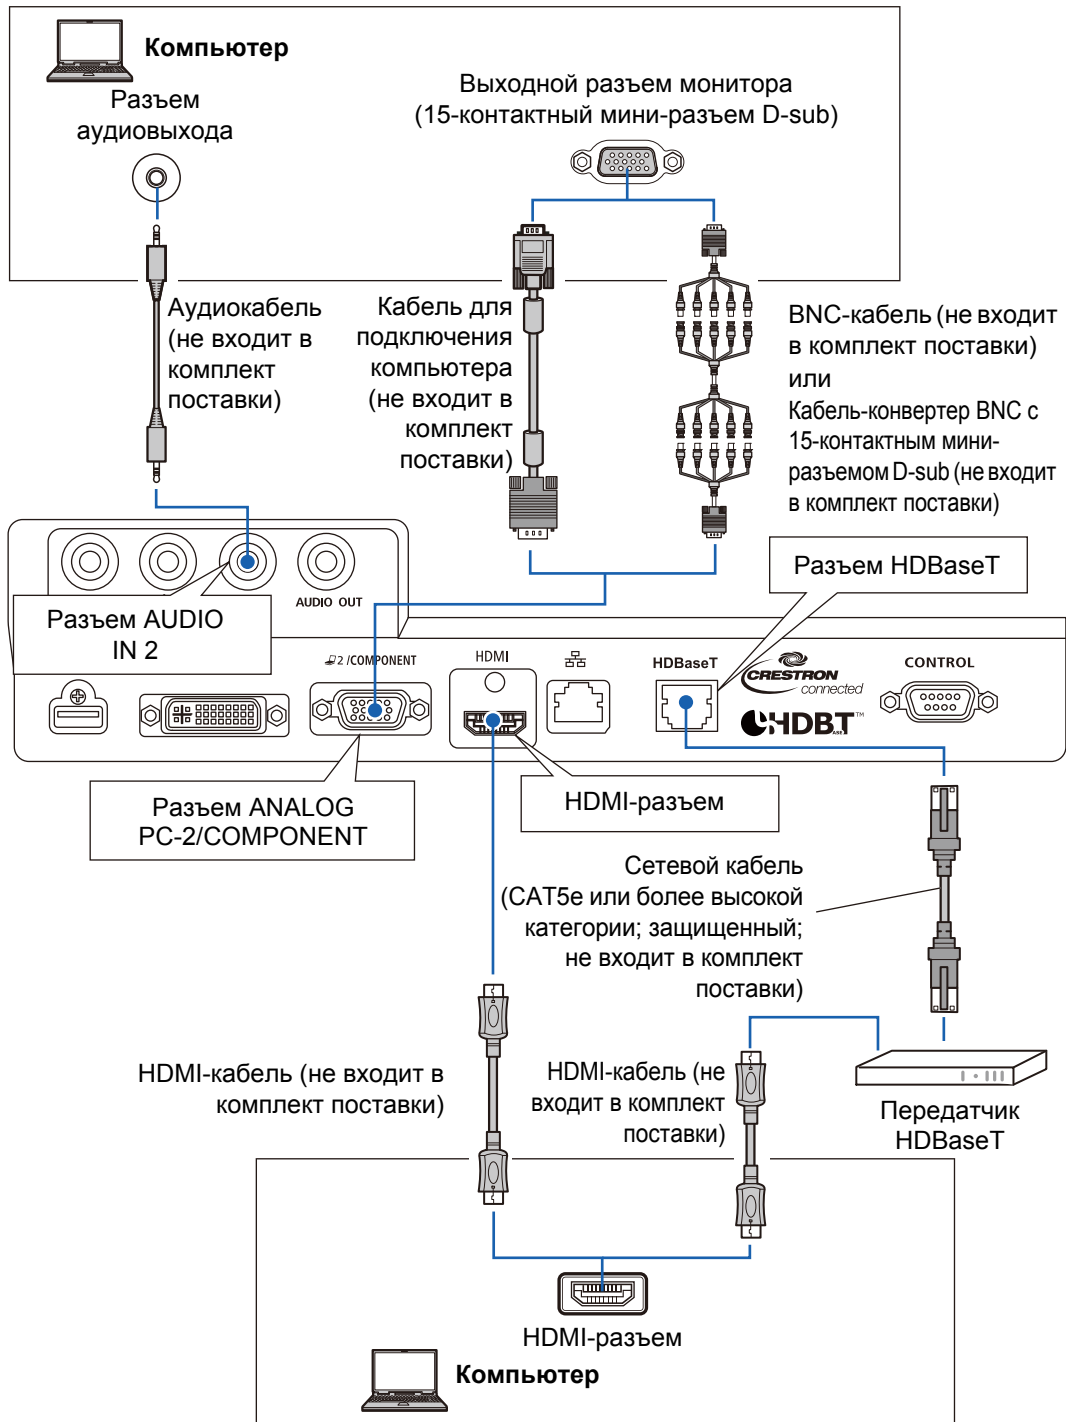 Компьютер
Разъем
аудиовыхода
Выходной разъем монитора
(15-контактный мини-разъем D-sub)
Аудиокабель
(не входит в
комплект
поставки)
Кабель для
подключения
компьютера
(не входит в
комплект
поставки)
BNC-кабель (не входит
в комплект поставки)
или
Кабель-конвертер BNC с
15-контактным мини-
разъемом D-sub (не входит
в комплект поставки)
Разъем HDBaseT
AUDIO OUT
Разъем AUDIO
IN 2
2 /COMPONENT
HDMI
HDBaseT
CRESTRON
connected
HDBT™
BASE
CONTROL
Разъем ANALOG
PC-2/COMPONENT
HDMI-разъем
Сетевой кабель
(CAT5e или более высокой
категории; защищенный;
не входит в комплект
поставки)
HDMI-кабель (не входит в
комплект поставки)
HDMI-кабель (не
входит в комплект
поставки)
Передатчик
HDBaseT
HDMI-разъем
Компьютер